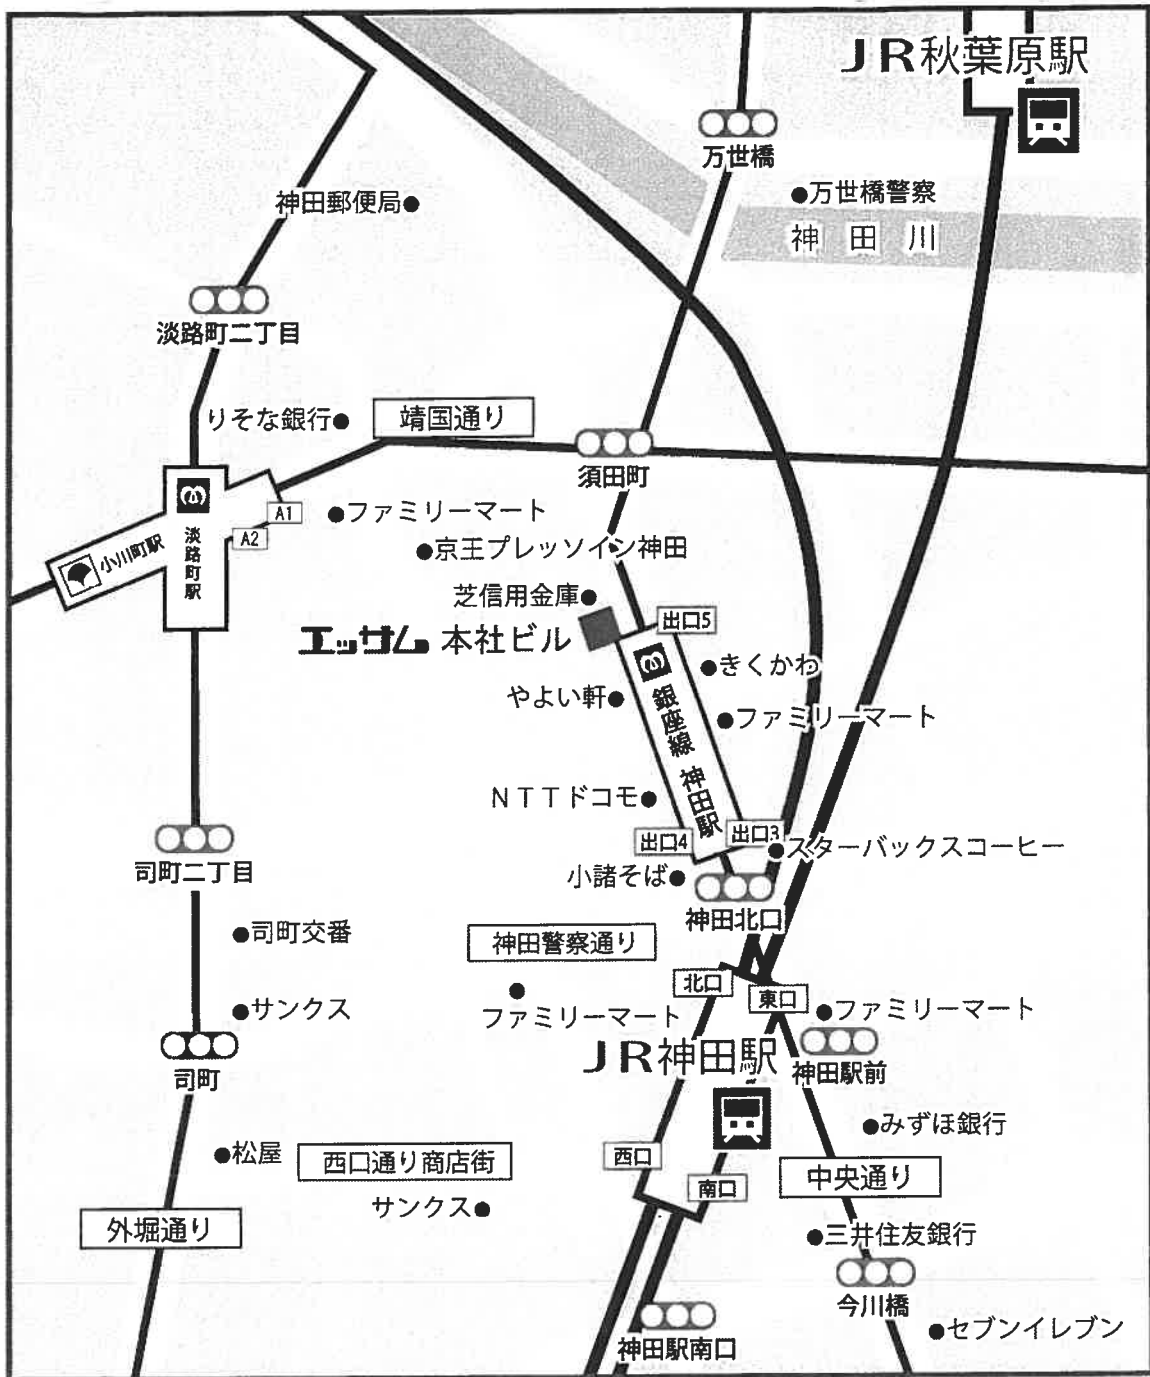 JR秋葉原駅
万世橋
万世橋警察
神田郵便局
神田川
淡路町二丁目
りそな銀行
靖国通り
須田町
A1
ファミリーマート
A2
淡路町駅
小川町駅
京王プレッソイン神田
芝信用金庫
出口5
エッサム 本社ビル
きくかわ
やよい軒
ファミリーマート
銀座線 神田駅
NTTドコモ
出口4
出口3
スターバックスコーヒー
司町二丁目
小諸そば
神田北口
司町交番
神田警察通り
北口
東口
サンクス
ファミリーマート
ファミリーマート
司町
JR神田駅
神田駅前
みずほ銀行
松屋
西口通り商店街
西口
南口
中央通り
サンクス
外堀通り
三井住友銀行
今川橋
神田駅南口
セブンイレブン